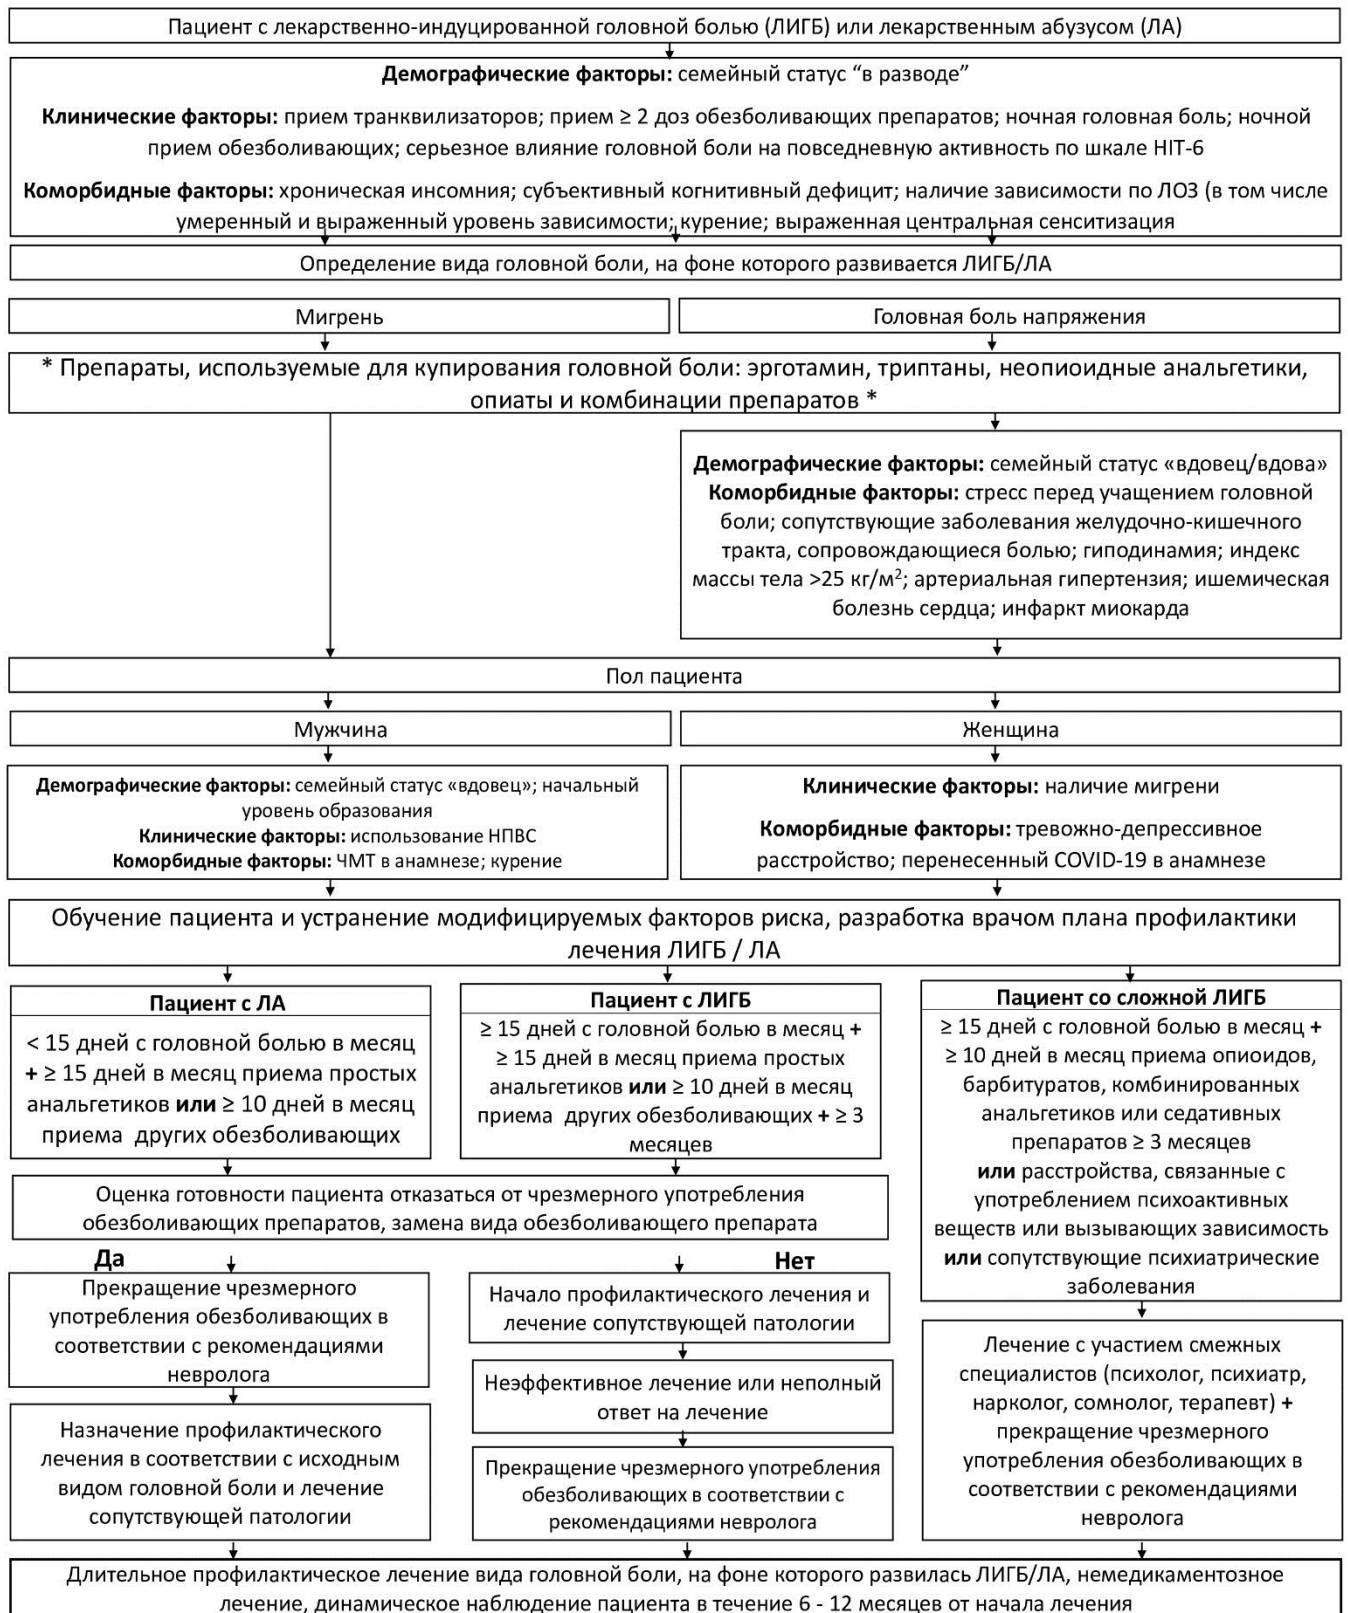 Пациент с лекарственно-индуцированной головной болью (ЛИГБ) или лекарственным абузусом (ЛА)
Демографические факторы: семейный статус “в разводе”
Клинические факторы: прием транквилизаторов; прием ≥ 2 доз обезболивающих препаратов; ночная головная боль; ночной
прием обезболивающих; серьезное влияние головной боли на повседневную активность по шкале HIT-6
Коморбидные факторы: хроническая инсомния; субъективный когнитивный дефицит; наличие зависимости по ЛОЗ (в том числе
умеренный и выраженный уровень зависимости; курение; выраженная центральная сенситизация
Определение вида головной боли, на фоне которого развивается ЛИГБ/ЛА
Мигрень
Головная боль напряжения
* Препараты, используемые для купирования головной боли: эрготамин, триптаны, неопиоидные анальгетики,
опиаты и комбинации препаратов *
Демографические факторы: семейный статус «вдовец/вдова»
Коморбидные факторы: стресс перед учащением головной
боли; сопутствующие заболевания желудочно-кишечного
тракта, сопровождающиеся болью; гиподинамия; индекс
массы тела >25 кг/м²; артериальная гипертензия; ишемическая
болезнь сердца; инфаркт миокарда
Пол пациента
Мужчина
Женщина
Демографические факторы: семейный статус «вдовец»; начальный
уровень образования
Клинические факторы: использование НПВС
Коморбидные факторы: ЧМТ в анамнезе; курение
Клинические факторы: наличие мигрени
Коморбидные факторы: тревожно-депрессивное
расстройство; перенесенный COVID-19 в анамнезе
Обучение пациента и устранение модифицируемых факторов риска, разработка врачом плана профилактики
лечения ЛИГБ / ЛА
Пациент с ЛА
< 15 дней с головной болью в месяц
+ ≥ 15 дней в месяц приема простых
анальгетиков или ≥ 10 дней в месяц
приема других обезболивающих
Пациент с ЛИГБ
≥ 15 дней с головной болью в месяц +
≥ 15 дней в месяц приема простых
анальгетиков или ≥ 10 дней в месяц
приема других обезболивающих + ≥ 3
месяцев
Пациент со сложной ЛИГБ
≥ 15 дней с головной болью в месяц +
≥ 10 дней в месяц приема опиоидов,
барбитуратов, комбинированных
анальгетиков или седативных
препаратов ≥ 3 месяцев
или расстройства, связанные с
употреблением психоактивных
веществ или вызывающих зависимость
или сопутствующие психиатрические
заболевания
Оценка готовности пациента отказаться от чрезмерного употребления
обезболивающих препаратов, замена вида обезболивающего препарата
Да
Нет
Прекращение чрезмерного
употребления обезболивающих в
соответствии с рекомендациями
невролога
Назначение профилактического
лечения в соответствии с исходным
видом головной боли и лечение
сопутствующей патологии
Начало профилактического лечения и
лечение сопутствующей патологии
Неэффективное лечение или неполный
ответ на лечение
Прекращение чрезмерного употребления
обезболивающих в соответствии с
рекомендациями невролога
Лечение с участием смежных
специалистов (психолог, психиатр,
нарколог, сомнолог, терапевт) +
прекращение чрезмерного
употребления обезболивающих в
соответствии с рекомендациями
невролога
Длительное профилактическое лечение вида головной боли, на фоне которого развилась ЛИГБ/ЛА, немедикаментозное
лечение, динамическое наблюдение пациента в течение 6 - 12 месяцев от начала лечения